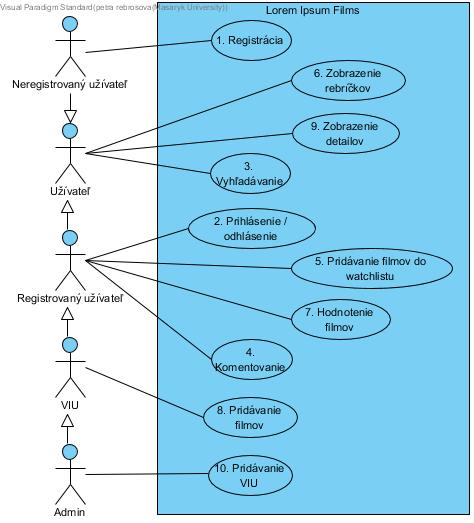 Visual Paradigm Standard(petra rebrosova(Masaryk University))
Lorem Ipsum Films
1. Registrácia
Neregistrovaný užívateľ
6. Zobrazenie
rebríčkov
9. Zobrazenie
detailov
3.
Vyhľadávanie
Užívateľ
2. Prihlásenie /
odhlásenie
5. Pridávanie filmov do
watchlistu
Registrovaný užívateľ
7. Hodnotenie
filmov
4.
Komentovanie
VIU
8. Pridávanie
filmov
10. Pridávanie
VIU
Admin